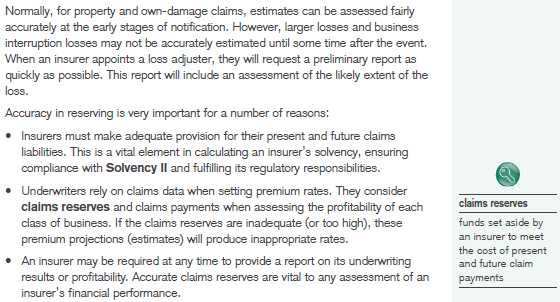 Normally, for property and own-damage claims, estimates can be assessed fairly
accurately at the early stages of notification. However, larger losses and business
interruption losses may not be accurately estimated until some time after the event.
When an insurer appoints a loss adjuster, they will request a preliminary report as
quickly as possible. This report will include an assessment of the likely extent of the
loss.
Accuracy in reserving is very important for a number of reasons:
• Insurers must make adequate provision for their present and future claims
liabilities. This is a vital element in calculating an insurer's solvency, ensuring
compliance with Solvency II and fulfilling its regulatory responsibilities.
• Underwriters rely on claims data when setting premium rates. They consider
claims reserves and claims payments when assessing the profitability of each
class of business. If the claims reserves are inadequate (or too high), these
premium projections (estimates) will produce inappropriate rates.
• An insurer may be required at any time to provide a report on its underwriting
results or profitability. Accurate claims reserves are vital to any assessment of an
insurer's financial performance.
claims reserves
funds set aside by
an insurer to meet
the cost of present
and future claim
payments